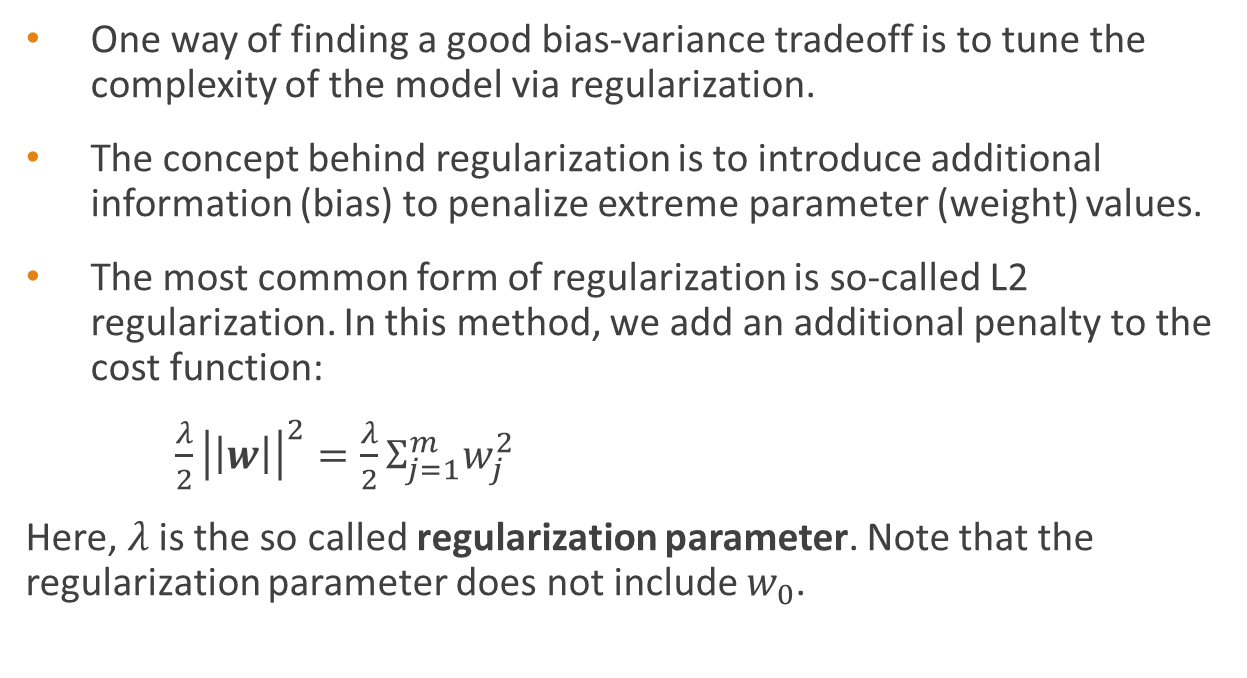 • One way of finding a good bias-variance tradeoff is to tune the
complexity of the model via regularization.
• The concept behind regularization is to introduce additional
information (bias) to penalize extreme parameter (weight) values.
• The most common form of regularization is so-called L2
regularization. In this method, we add an additional penalty to the
cost function:
λ/2 ||𝒘||² = λ/2 Σᵐⱼ₌₁ wⱼ²
Here, λ is the so called regularization parameter. Note that the
regularization parameter does not include w₀.